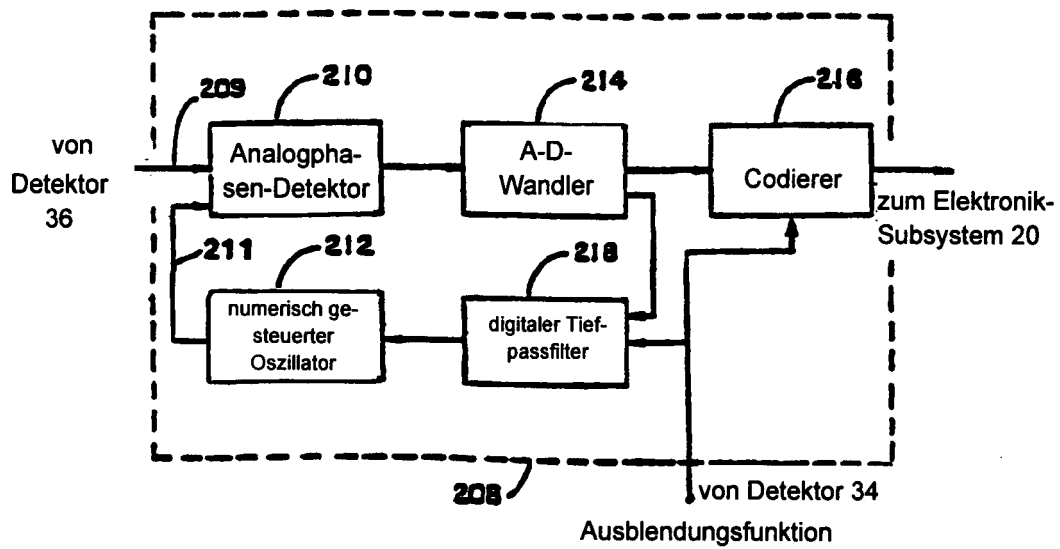 209
210
214
216
von
Detektor
36
Analogpha-
sen-Detektor
A-D-
Wandler
Codierer
zum Elektronik-
Subsystem 20
211
212
218
numerisch ge-
steuerter
Oszillator
digitaler Tief-
passfilter
208
von Detektor 34
Ausblendungsfunktion